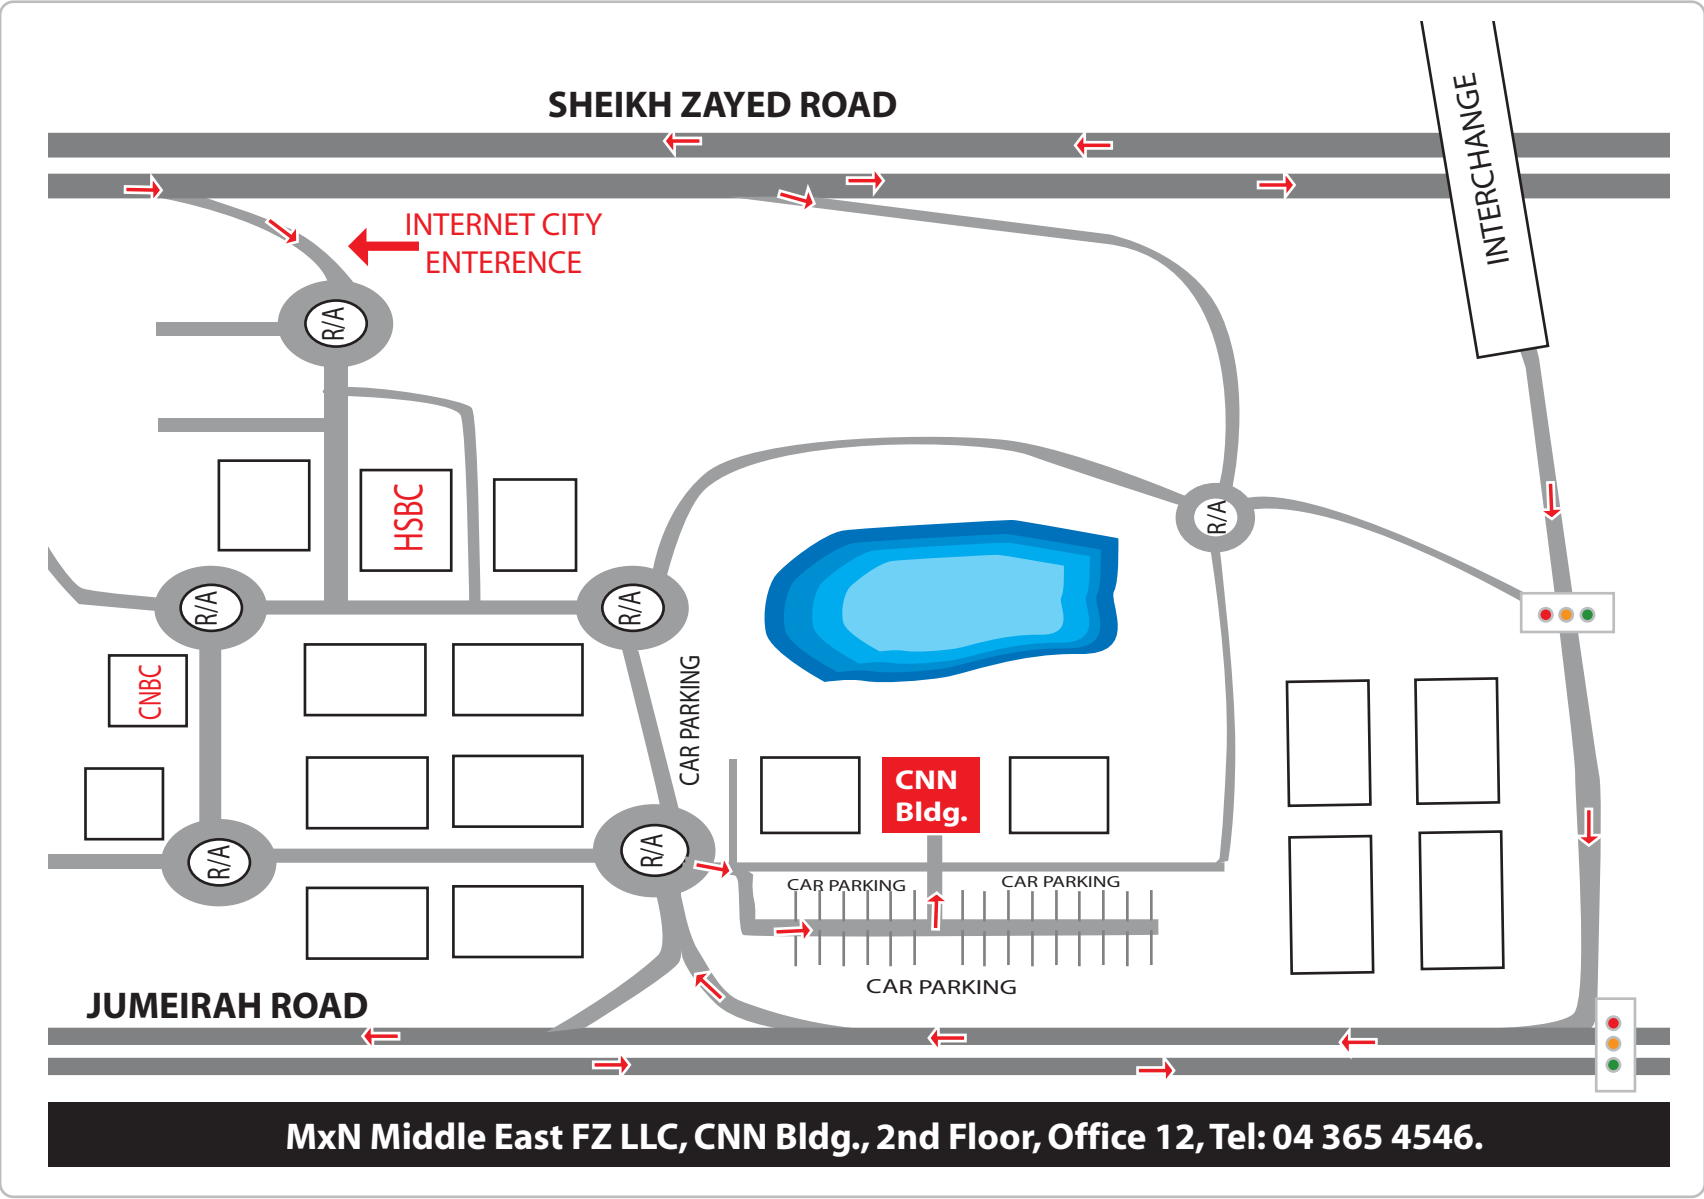 SHEIKH ZAYED ROAD
INTERCHANGE
INTERNET CITY
ENTERENCE
R/A
HSBC
R/A
R/A
R/A
CNBC
CAR PARKING
CNN
Bldg.
R/A
R/A
CAR PARKING
CAR PARKING
CAR PARKING
JUMEIRAH ROAD
MxN Middle East FZ LLC, CNN Bldg., 2nd Floor, Office 12, Tel: 04 365 4546.